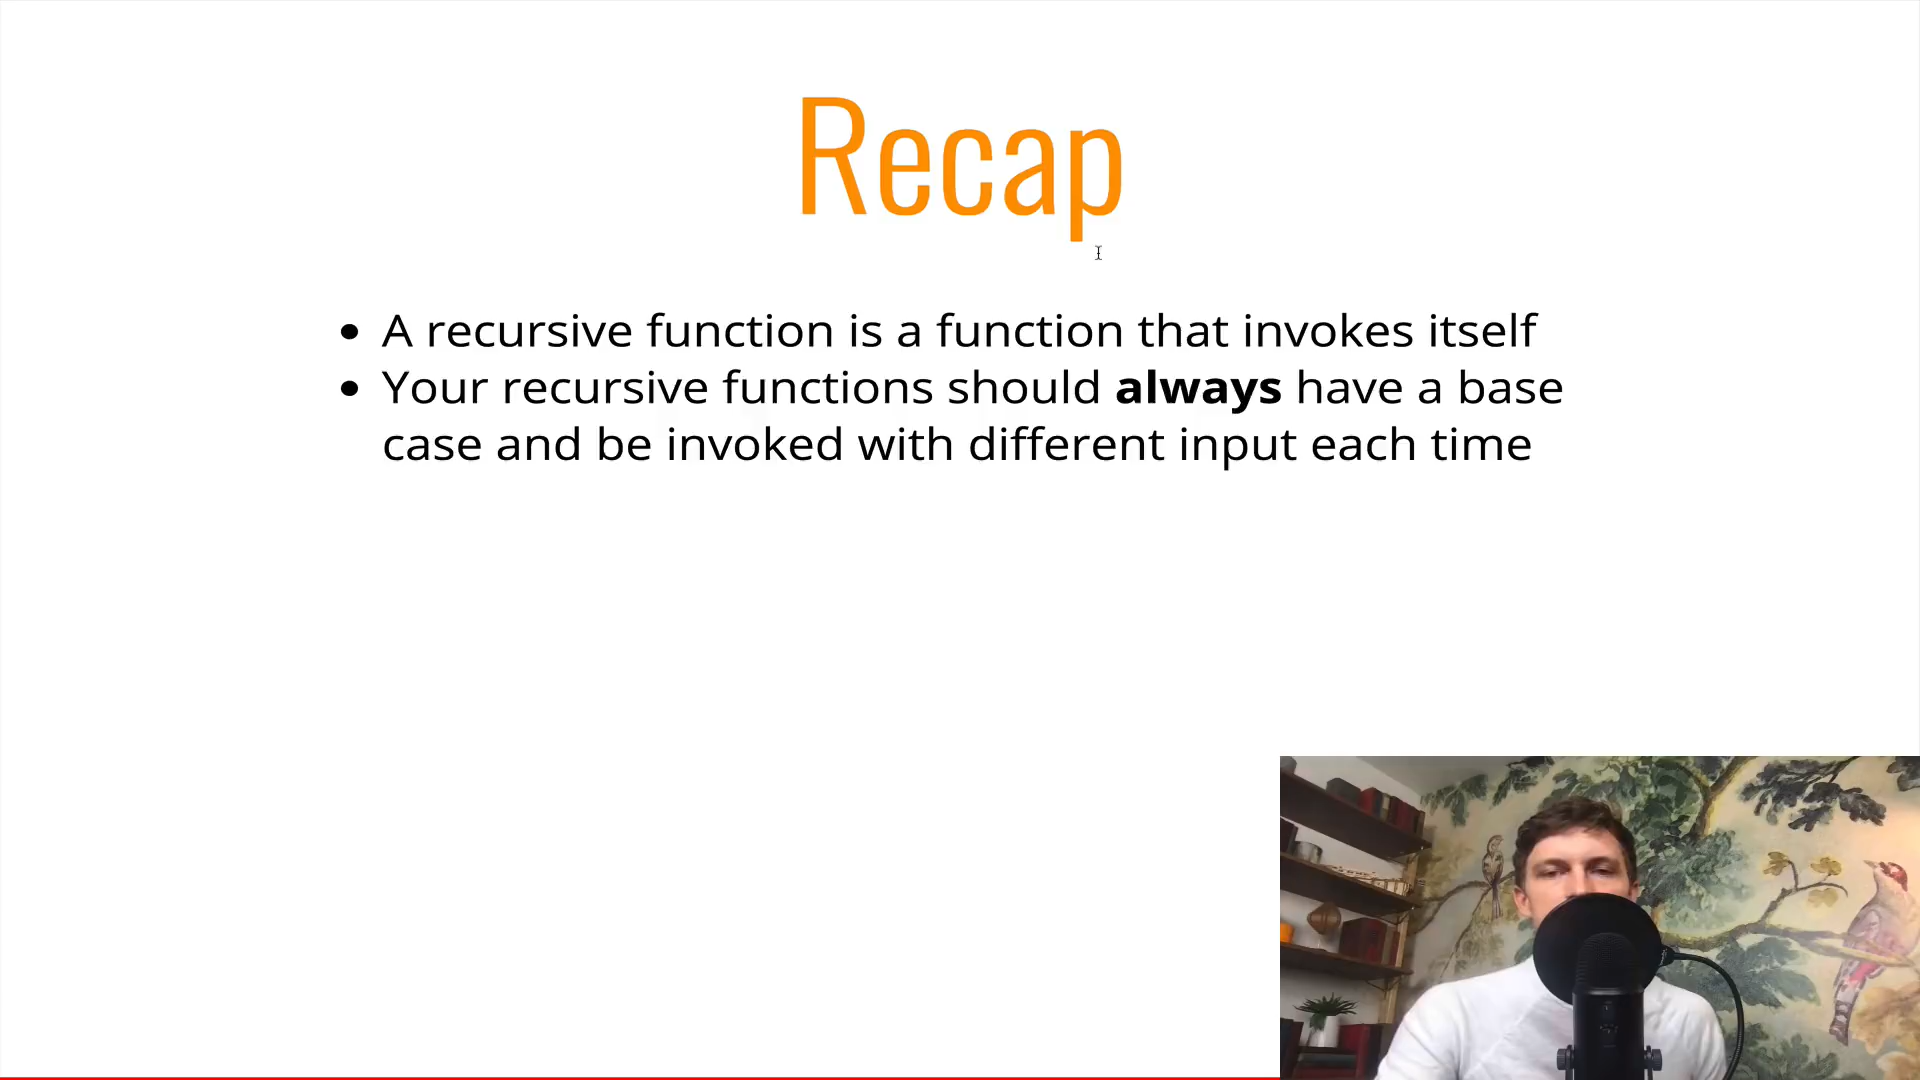 Recap
• A recursive function is a function that invokes itself
• Your recursive functions should always have a base
case and be invoked with different input each time